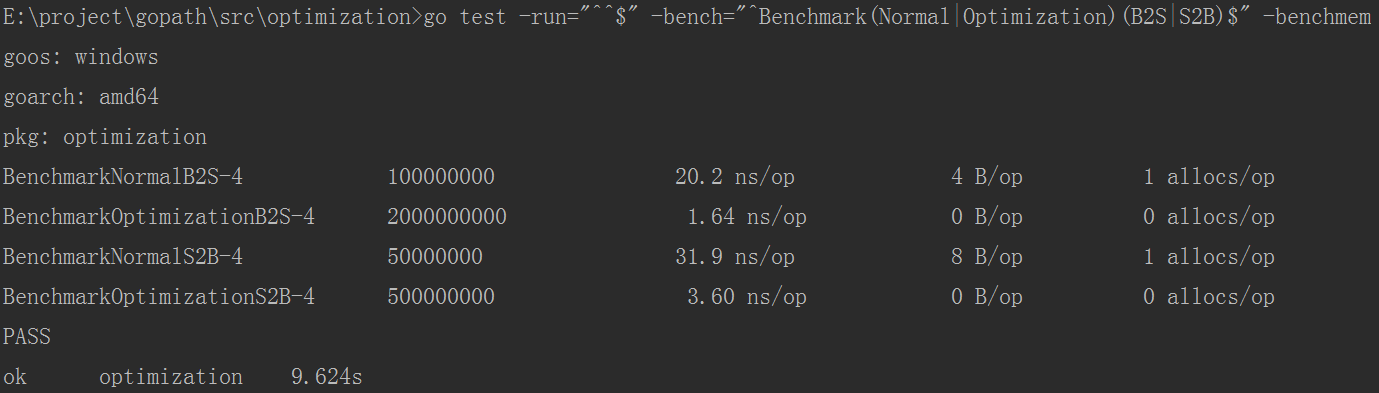 E:\project\gopath\src\optimization>go test -run="^^$" -bench="^Benchmark(Normal|Optimization)(B2S|S2B)$" -benchmem
goos: windows
goarch: amd64
pkg: optimization
BenchmarkNormalB2S-4            100000000               20.2 ns/op             4 B/op          1 allocs/op
BenchmarkOptimizationB2S-4      2000000000               1.64 ns/op            0 B/op          0 allocs/op
BenchmarkNormalS2B-4            50000000                31.9 ns/op             8 B/op          1 allocs/op
BenchmarkOptimizationS2B-4      500000000                3.60 ns/op            0 B/op          0 allocs/op
PASS
ok      optimization    9.624s